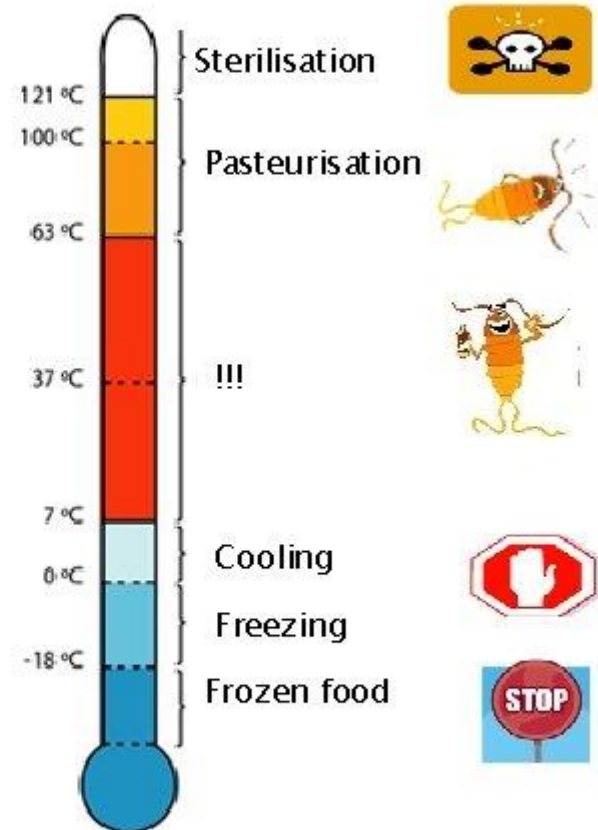 Sterilisation
121 ºC
100 ºC
Pasteurisation
63 ºC
37 ºC
!!!
7 ºC
Cooling
0 ºC
Freezing
-18 ºC
Frozen food
STOP